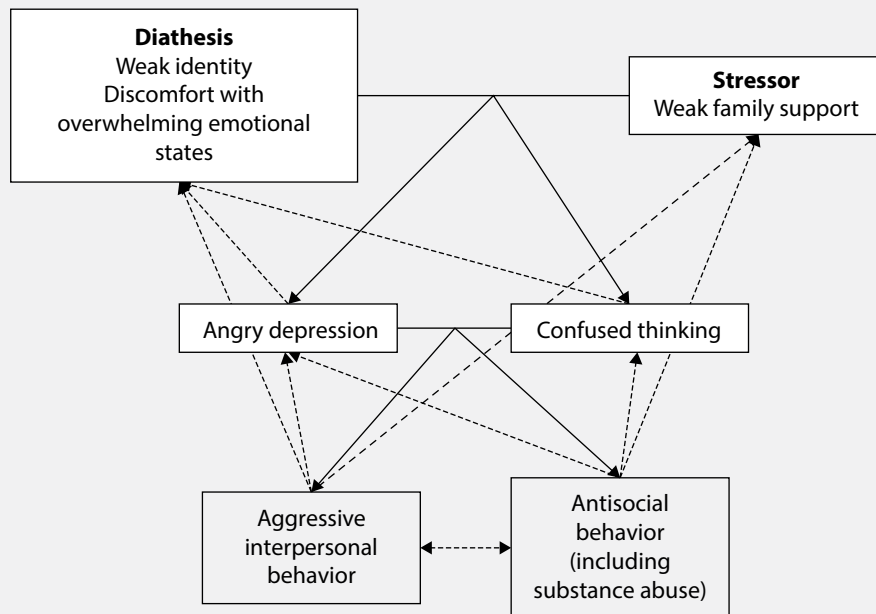 Diathesis
Weak identity
Discomfort with
overwhelming emotional
states
Stressor
Weak family support
Angry depression
Confused thinking
Aggressive
interpersonal
behavior
Antisocial
behavior
(including
substance abuse)